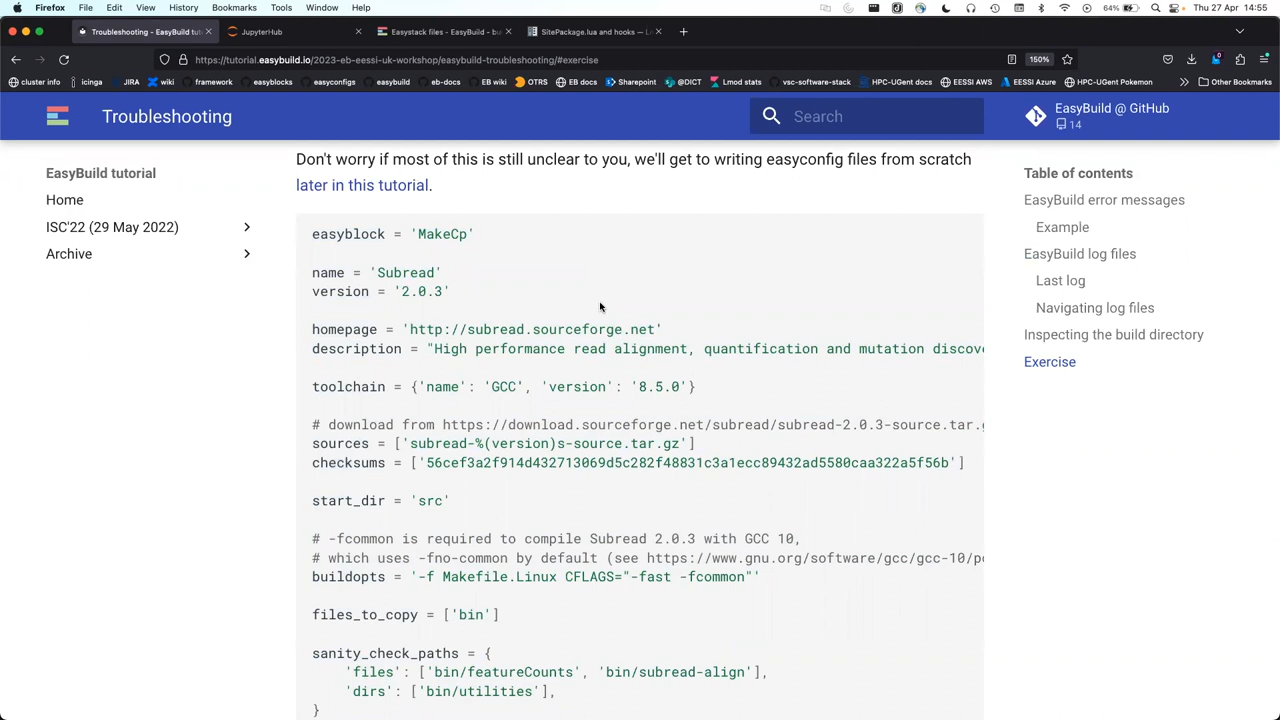 Firefox File Edit View History Bookmarks Tools Window Help 64% Thu 27 Apr 14:55
Troubleshooting - EasyBuild tut JupyterHub Easystack files - EasyBuild - bu SitePackage.lua and hooks — L
https://tutorial.easybuild.io/2023-eb-eessi-uk-workshop/easybuild-troubleshooting/#exercise 150%
cluster info icinga JIRA wiki framework easyblocks easyconfigs easybuild eb-docs EB wiki OTRS Sharepoint @DICT Lmod stats vsc-software-stack HPC-UGent docs EESSI AWS EESSI Azure HPC-UGent Pokemon Other Bookmarks
Troubleshooting
Search
EasyBuild @ GitHub
14
EasyBuild tutorial
Home
ISC'22 (29 May 2022)
Archive
Don't worry if most of this is still unclear to you, we'll get to writing easyconfig files from scratch
later in this tutorial.
easyblock = 'MakeCp'
name = 'Subread'
version = '2.0.3'
homepage = 'http://subread.sourceforge.net'
description = "High performance read alignment, quantification and mutation discove
toolchain = {'name': 'GCC', 'version': '8.5.0'}
# download from https://download.sourceforge.net/subread/subread-2.0.3-source.tar.g
sources = ['subread-%(version)s-source.tar.gz']
checksums = ['56cef3a2f914d432713069d5c282f48831c3a1ecc89432ad5580caa322a5f56b']
start_dir = 'src'
# -fcommon is required to compile Subread 2.0.3 with GCC 10,
# which uses -fno-common by default (see https://www.gnu.org/software/gcc/gcc-10/po
buildopts = '-f Makefile.Linux CFLAGS="-fast -fcommon"'
files_to_copy = ['bin']
sanity_check_paths = {
'files': ['bin/featureCounts', 'bin/subread-align'],
'dirs': ['bin/utilities'],
}
Table of contents
EasyBuild error messages
Example
EasyBuild log files
Last log
Navigating log files
Inspecting the build directory
Exercise